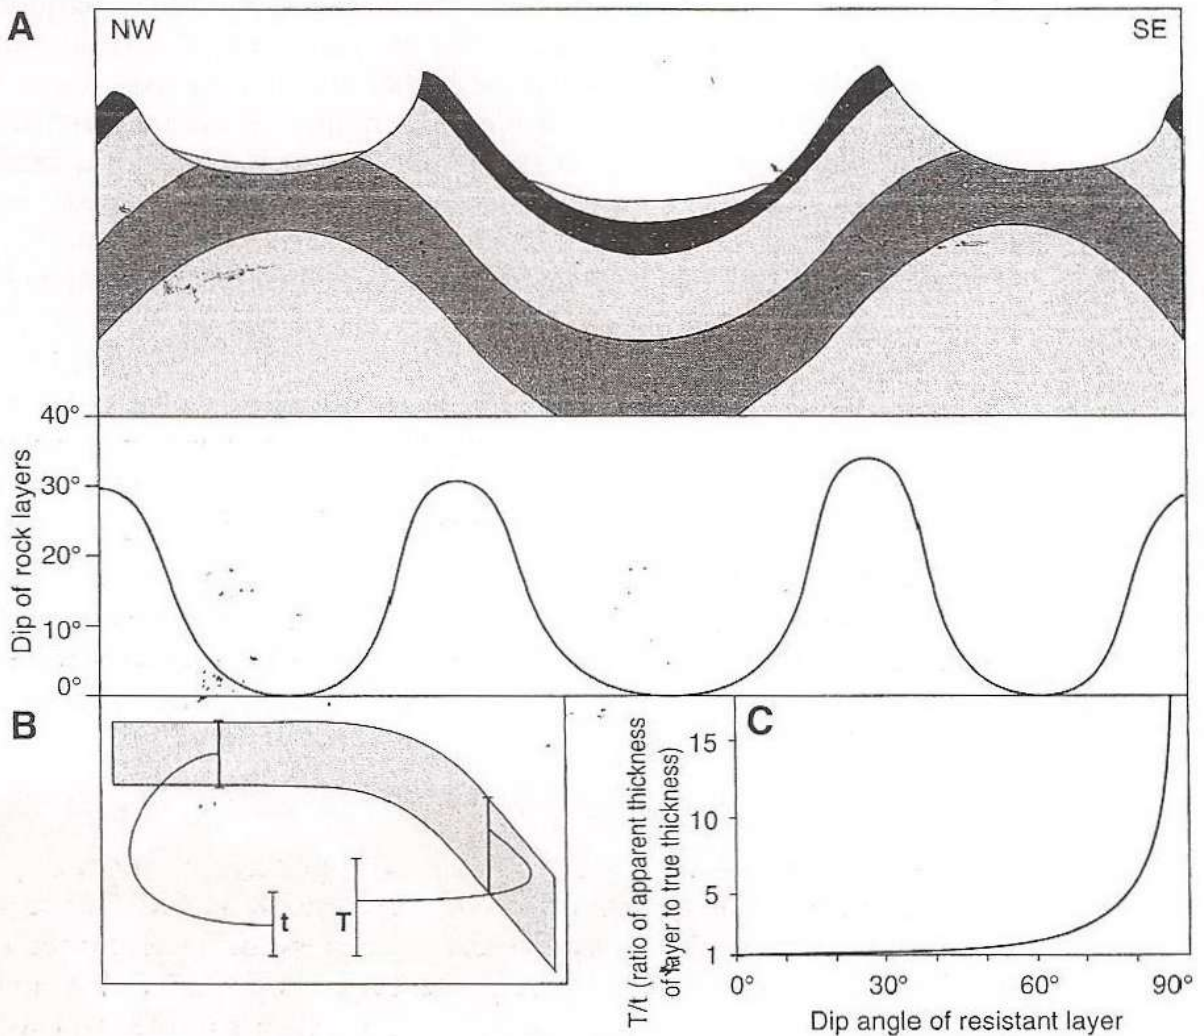 A
NW
SE
40°
30°
20°
10°
0°
Dip of rock layers
B
t
T
C
15
10
5
1
T/t (ratio of apparent thickness
of layer to true thickness)
0°
30°
60°
90°
Dip angle of resistant layer